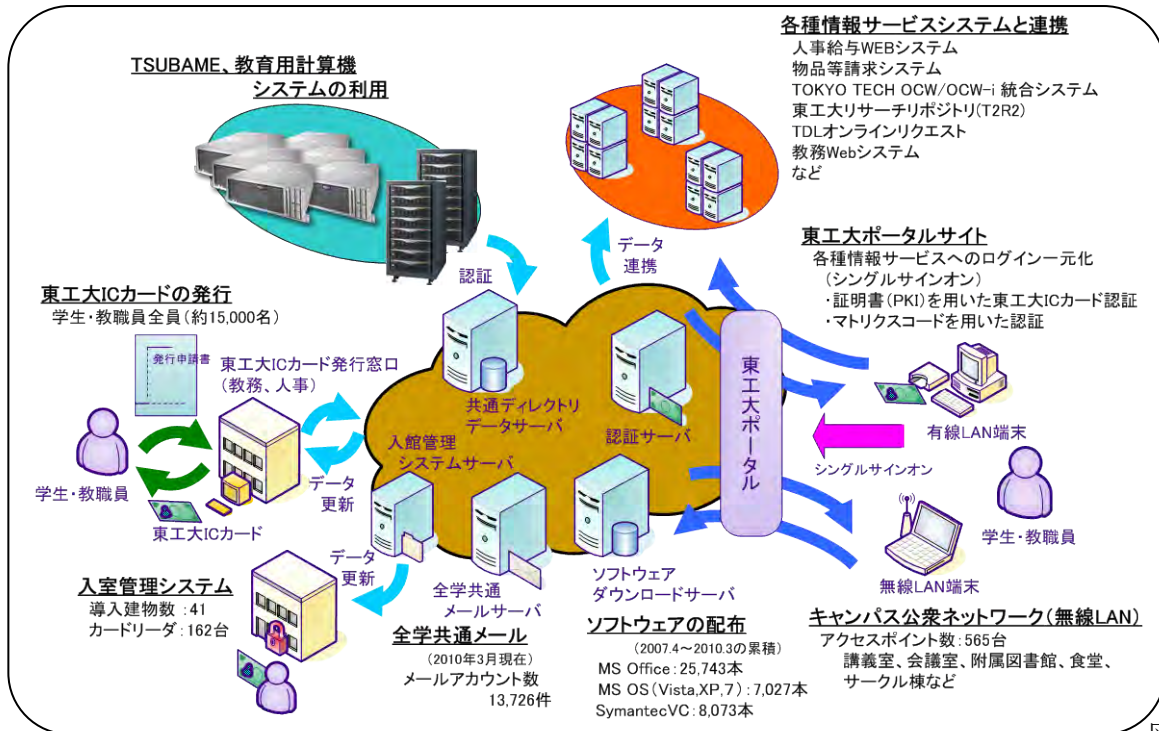 TSUBAME、教育用計算機
システムの利用
各種情報サービスシステムと連携
人事給与WEBシステム
物品等請求システム
TOKYO TECH OCW/OCW-i 統合システム
東工大リサーチリポジトリ(T2R2)
TDLオンラインリクエスト
教務Webシステム
など
認証
データ
連携
東工大ポータルサイト
各種情報サービスへのログイン一元化
(シングルサインオン)
・証明書(PKI)を用いた東工大ICカード認証
・マトリクスコードを用いた認証
東工大ICカードの発行
学生・教職員全員(約15,000名)
発行申請書
東工大ICカード発行窓口
(教務、人事)
学生・教職員
東工大ICカード
データ
更新
共通ディレクトリ
データサーバ
認証サーバ
入館管理
システムサーバ
東工大ポータル
有線LAN端末
シングルサインオン
学生・教職員
無線LAN端末
データ
更新
全学共通
メールサーバ
ソフトウェア
ダウンロードサーバ
入室管理システム
導入建物数 :41
カードリーダ:162台
全学共通メール
(2010年3月現在)
メールアカウント数
13,726件
ソフトウェアの配布
(2007.4~2010.3の累積)
MS Office:25,743本
MS OS(Vista,XP,7):7,027本
SymantecVC:8,073本
キャンパス公衆ネットワーク(無線LAN)
アクセスポイント数:565台
講義室、会議室、附属図書館、食堂、
サークル棟など